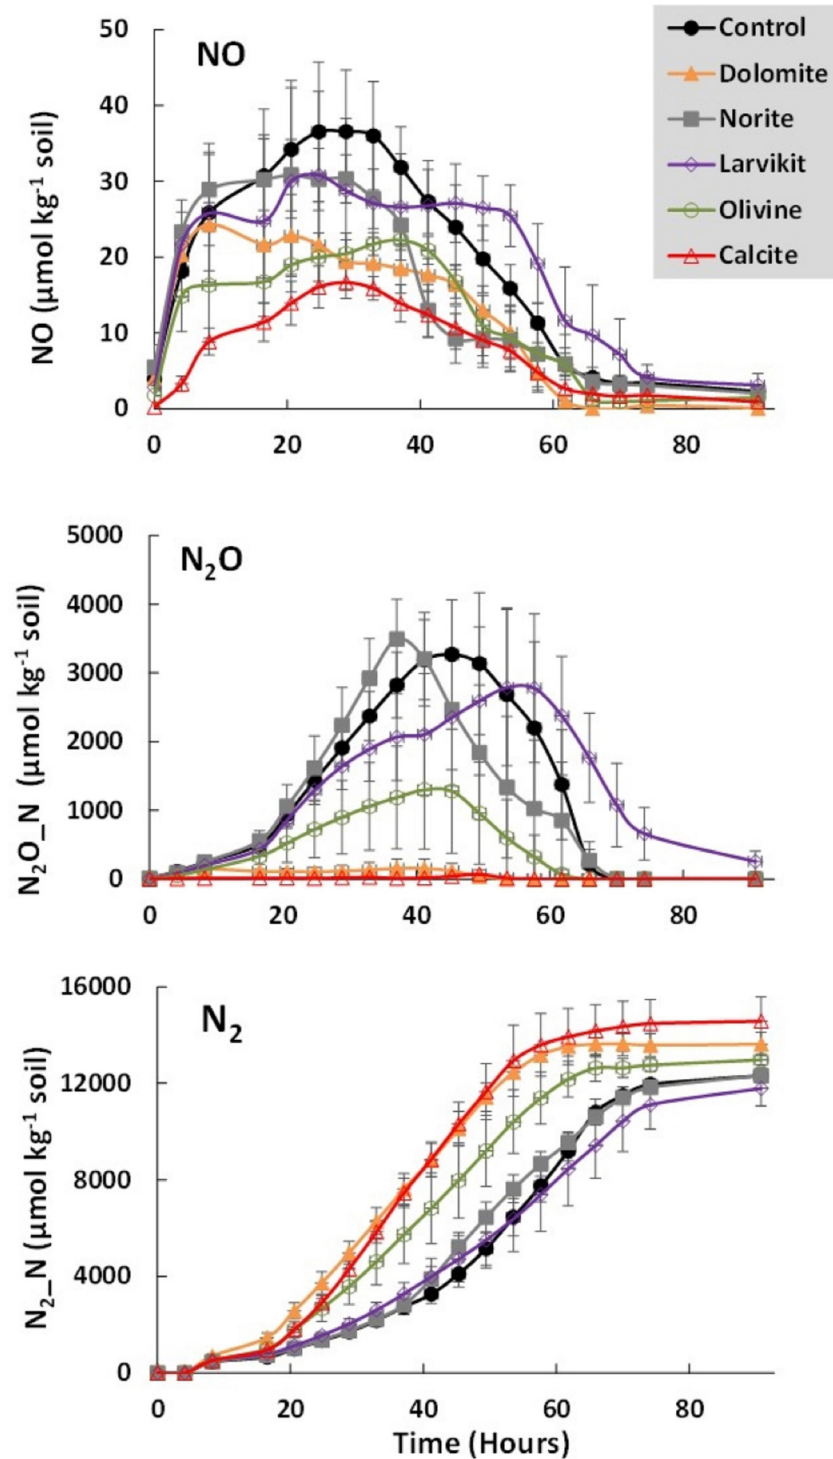 NO
Control
Dolomite
Norite
Larvikit
Olivine
Calcite
NO (µmol kg⁻¹ soil)
50
40
30
20
10
0
0 20 40 60 80
N₂O
N₂O_N (µmol kg⁻¹ soil)
5000
4000
3000
2000
1000
0
0 20 40 60 80
N₂
N₂_N (µmol kg⁻¹ soil)
16000
12000
8000
4000
0
0 20 40 60 80
Time (Hours)